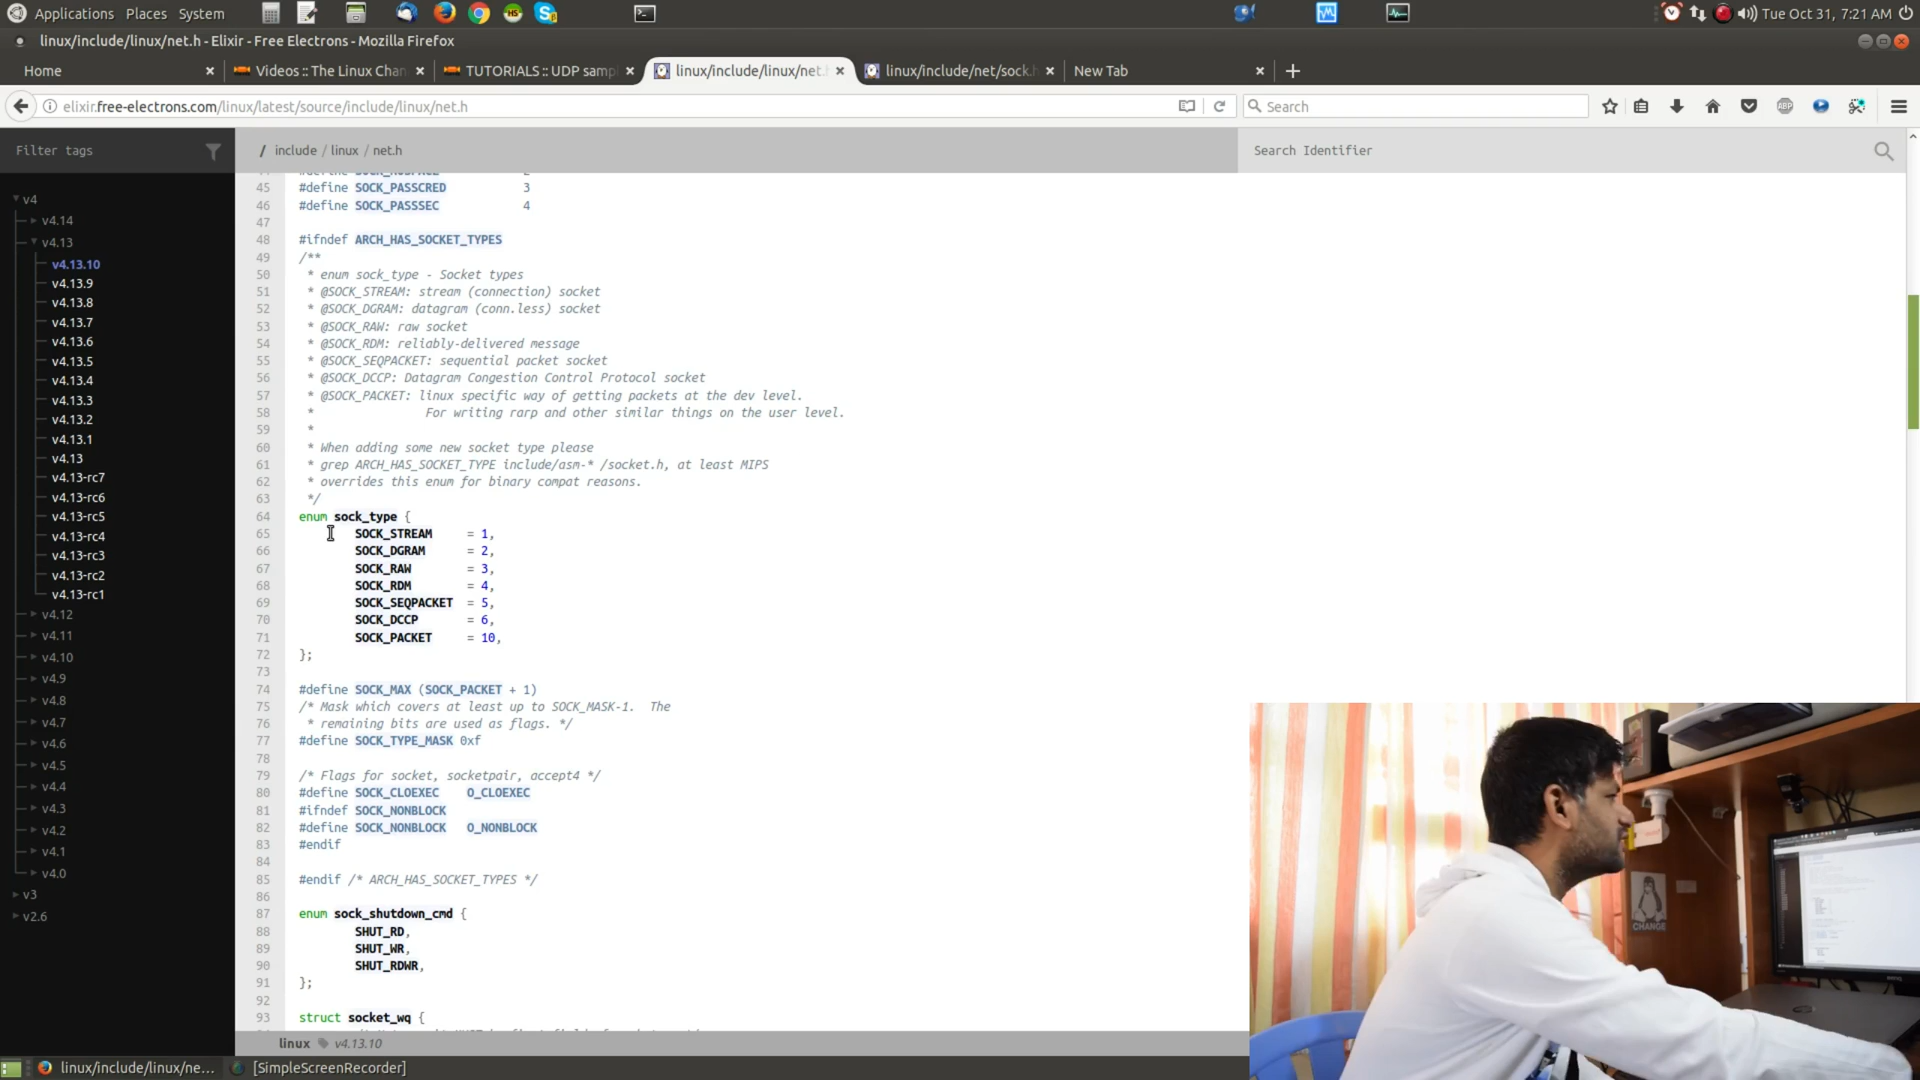 Applications Places System
Tue Oct 31, 7:21 AM
linux/include/linux/net.h - Elixir - Free Electrons - Mozilla Firefox
Home
Videos :: The Linux Chan
TUTORIALS :: UDP samp
linux/include/linux/net.h
linux/include/net/sock.h
New Tab
elixir.free-electrons.com/linux/latest/source/include/linux/net.h
Search
ABP
Filter tags
/ include / linux / net.h
Search Identifier
v4
v4.14
v4.13
v4.13.10
v4.13.9
v4.13.8
v4.13.7
v4.13.6
v4.13.5
v4.13.4
v4.13.3
v4.13.2
v4.13.1
v4.13
v4.13-rc7
v4.13-rc6
v4.13-rc5
v4.13-rc4
v4.13-rc3
v4.13-rc2
v4.13-rc1
v4.12
v4.11
v4.10
v4.9
v4.8
v4.7
v4.6
v4.5
v4.4
v4.3
v4.2
v4.1
v4.0
v3
v2.6
45 #define SOCK_PASSCRED 3
46 #define SOCK_PASSSEC 4
47
48 #ifndef ARCH_HAS_SOCKET_TYPES
49 /**
50 * enum sock_type - Socket types
51 * @SOCK_STREAM: stream (connection) socket
52 * @SOCK_DGRAM: datagram (conn.less) socket
53 * @SOCK_RAW: raw socket
54 * @SOCK_RDM: reliably-delivered message
55 * @SOCK_SEQPACKET: sequential packet socket
56 * @SOCK_DCCP: Datagram Congestion Control Protocol socket
57 * @SOCK_PACKET: linux specific way of getting packets at the dev level.
58 * For writing rarp and other similar things on the user level.
59 *
60 * When adding some new socket type please
61 * grep ARCH_HAS_SOCKET_TYPE include/asm-* /socket.h, at least MIPS
62 * overrides this enum for binary compat reasons.
63 */
64 enum sock_type {
65 SOCK_STREAM = 1,
66 SOCK_DGRAM = 2,
67 SOCK_RAW = 3,
68 SOCK_RDM = 4,
69 SOCK_SEQPACKET = 5,
70 SOCK_DCCP = 6,
71 SOCK_PACKET = 10,
72 };
73
74 #define SOCK_MAX (SOCK_PACKET + 1)
75 /* Mask which covers at least up to SOCK_MASK-1. The
76 * remaining bits are used as flags. */
77 #define SOCK_TYPE_MASK 0xf
78
79 /* Flags for socket, socketpair, accept4 */
80 #define SOCK_CLOEXEC O_CLOEXEC
81 #ifndef SOCK_NONBLOCK
82 #define SOCK_NONBLOCK O_NONBLOCK
83 #endif
84
85 #endif /* ARCH_HAS_SOCKET_TYPES */
86
87 enum sock_shutdown_cmd {
88 SHUT_RD,
89 SHUT_WR,
90 SHUT_RDWR,
91 };
92
93 struct socket_wq {
linux v4.13.10
linux/include/linux/ne...
[SimpleScreenRecorder]
CHANGE